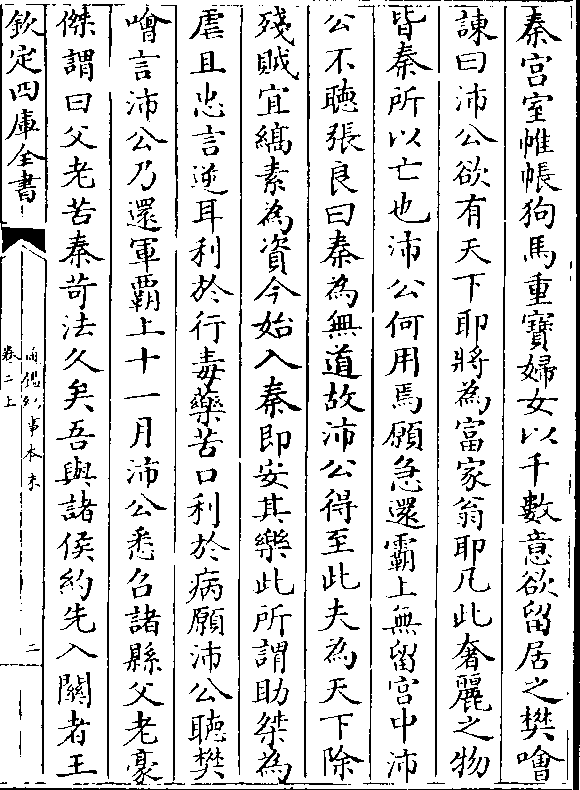 秦宫室帷帳狗馬重寶婦女以千數意欲留居之樊噲
諫曰沛公欲有天下耶將為富家翁耶凡此奢麗之物
皆秦所以亡也沛公何用焉願急還霸上無留宫中沛
公不聽張良曰秦為無道故沛公得至此夫為天下除
殘賊宜縞素為資今始入秦即安其樂此所謂助桀為
虐且忠言逆耳利於行毒藥苦口利於病願沛公聽樊
噲言沛公乃還軍霸上十一月沛公悉召諸縣父老豪
傑謂曰父老苦秦苛法久矣吾與諸侯約先入關者王
欽定四庫全書
通鑑紀事本末
卷二上
二